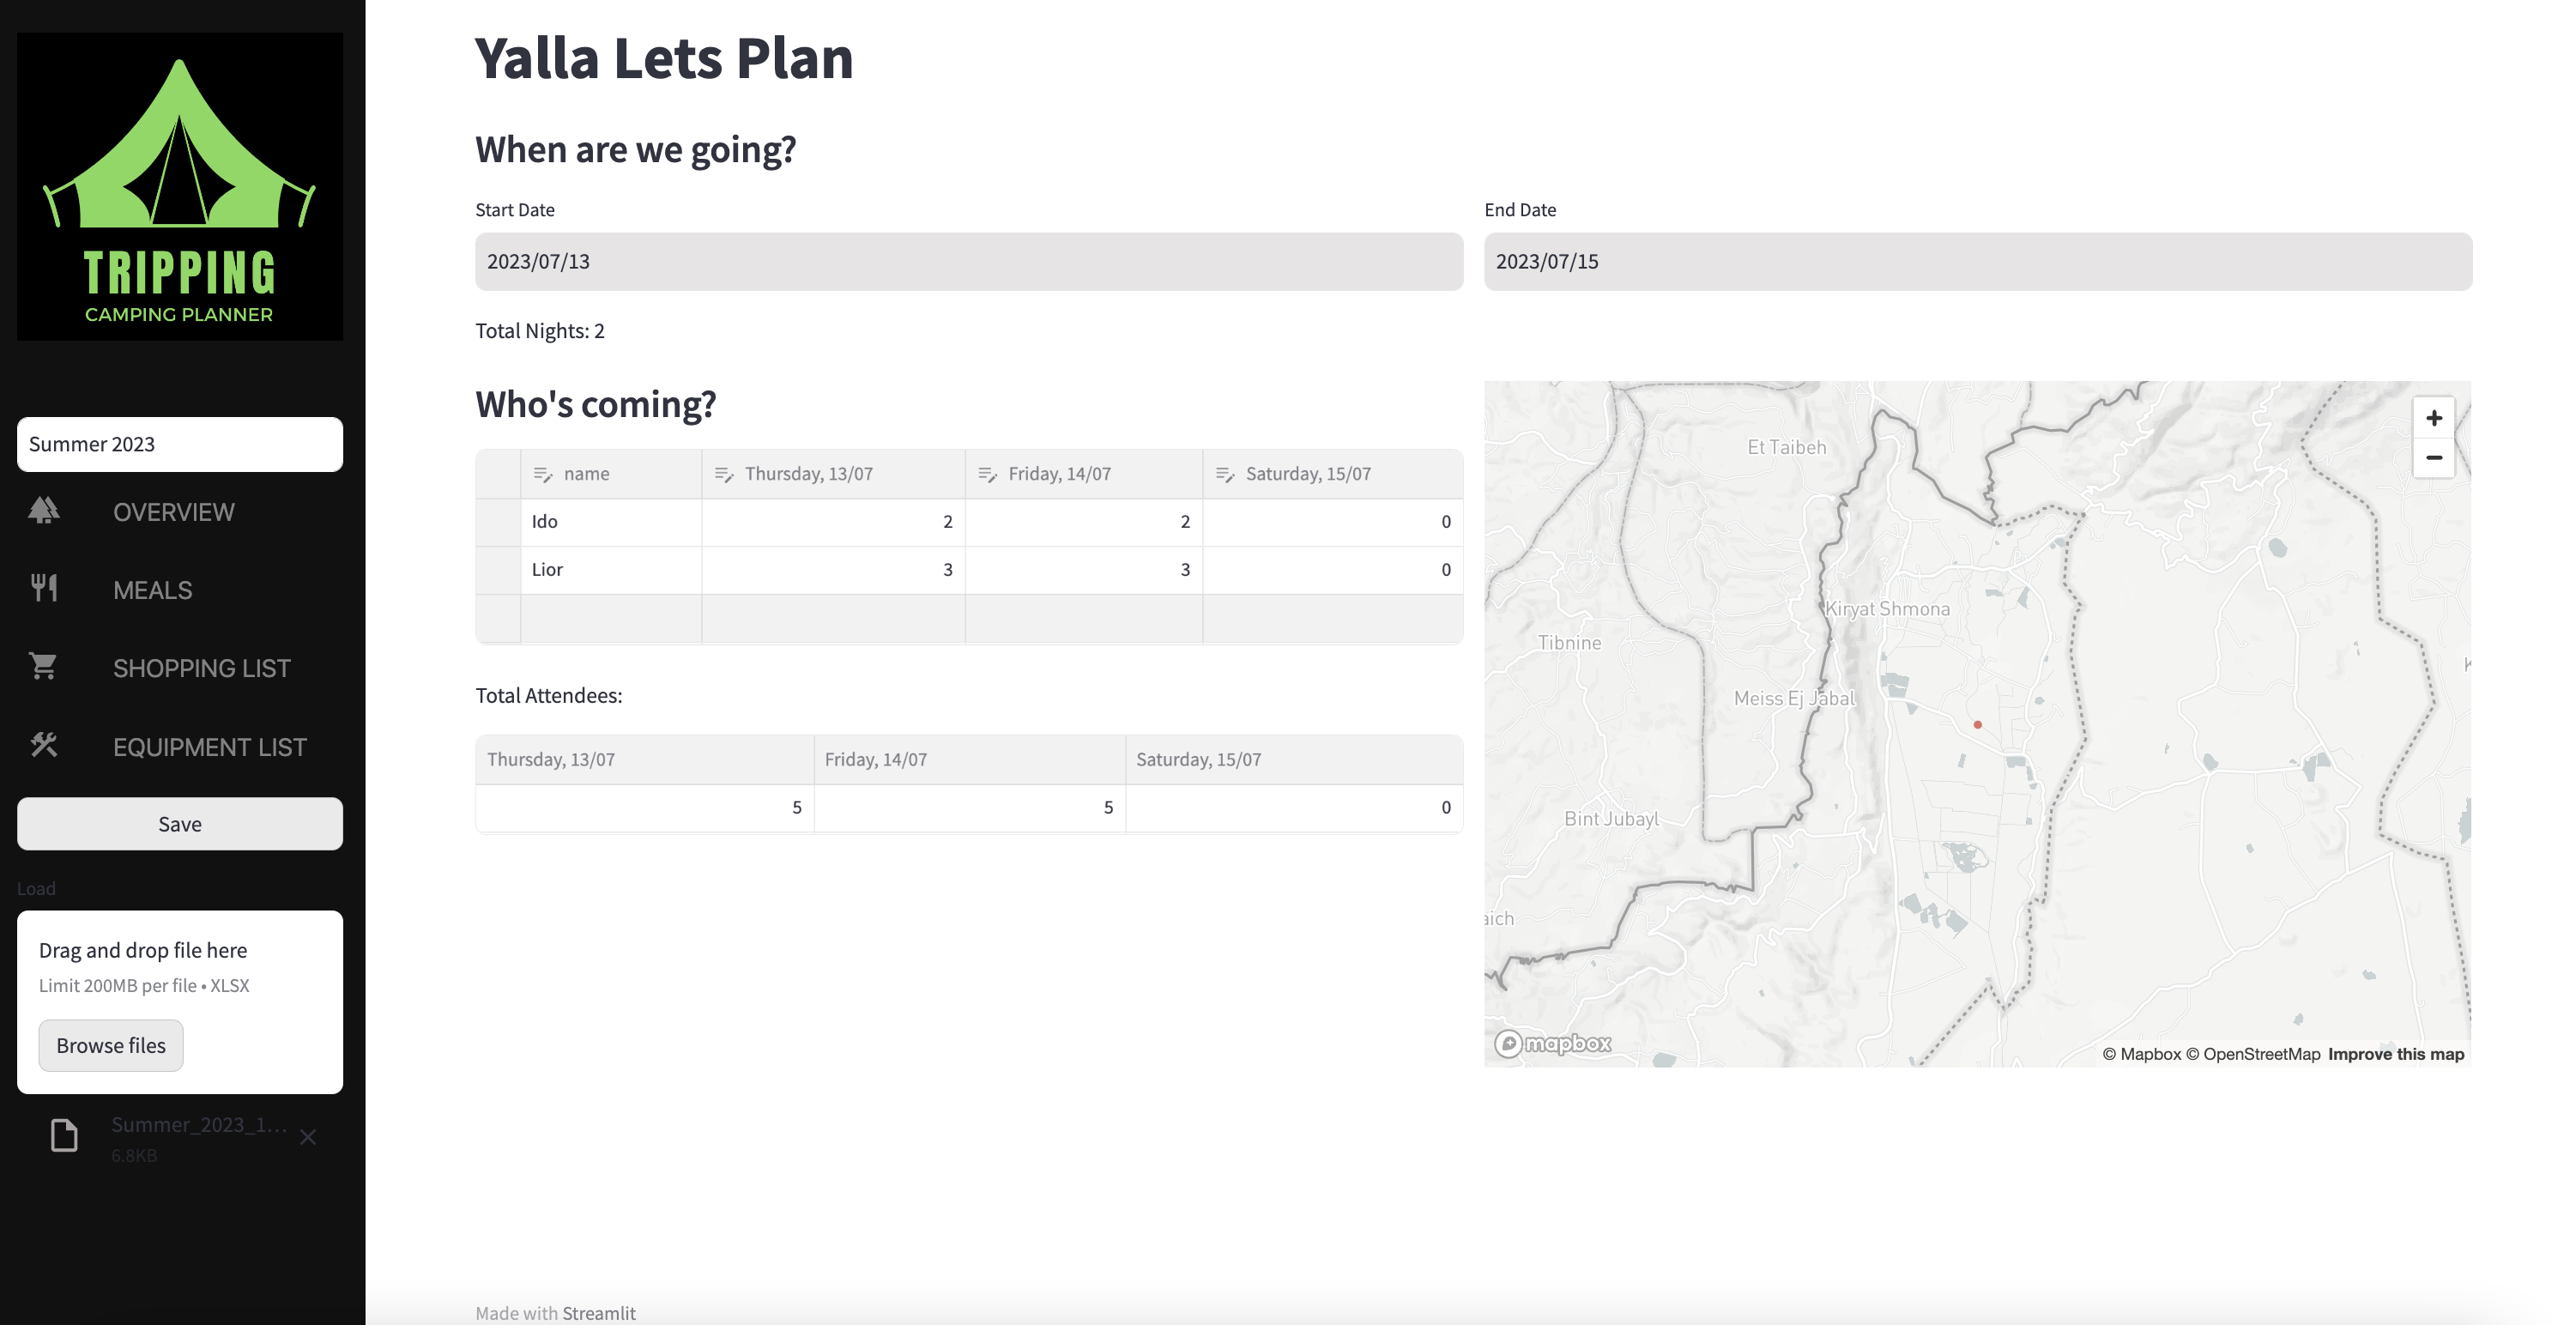 TRIPPING
CAMPING PLANNER
Summer 2023
OVERVIEW
MEALS
SHOPPING LIST
EQUIPMENT LIST
Save
Load
Drag and drop file here
Limit 200MB per file • XLSX
Browse files
Summer_2023_1...
6.8KB
Yalla Lets Plan
When are we going?
Start Date
End Date
2023/07/13
2023/07/15
Total Nights: 2
Who's coming?
name Thursday, 13/07 Friday, 14/07 Saturday, 15/07
Ido 2 2 0
Lior 3 3 0
Total Attendees:
Thursday, 13/07 Friday, 14/07 Saturday, 15/07
5 5 0
Et Taibeh
Kiryat Shmona
Tibnine
Meiss Ej Jabal
Bint Jubayl
aich
mapbox
© Mapbox © OpenStreetMap Improve this map
Made with Streamlit